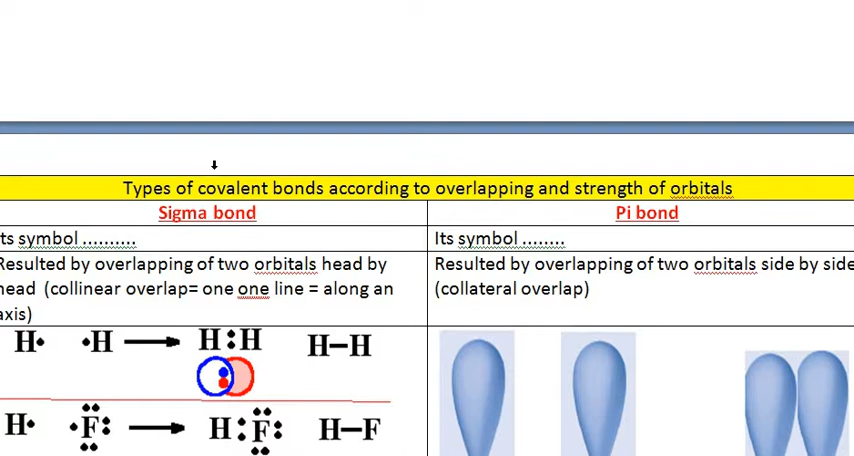 Types of covalent bonds according to overlapping and strength of orbitals
Sigma bond
Pi bond
ts symbol ..........
Its symbol ........
Resulted by overlapping of two orbitals head by
head (collinear overlap= one one line = along an
axis)
Resulted by overlapping of two orbitals side by side
(collateral overlap)
H· ·H → H:H H–H
H· ·F: → H:F: H–F